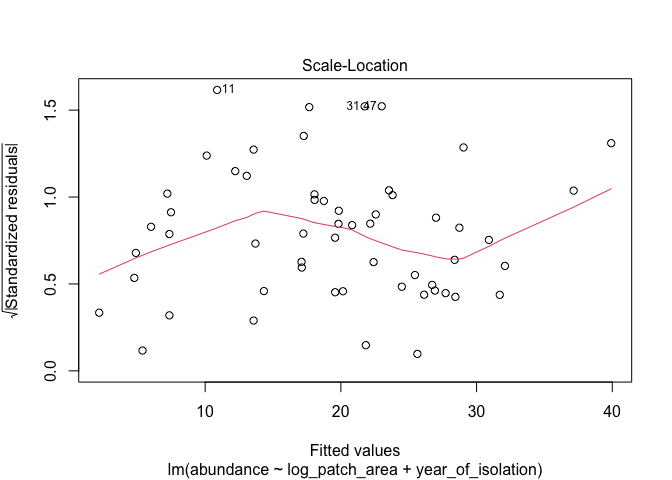 Scale-Location
√|Standardized residuals|
1.5
1.0
0.5
0.0
11
31
47
10
20
30
40
Fitted values
lm(abundance ~ log_patch_area + year_of_isolation)